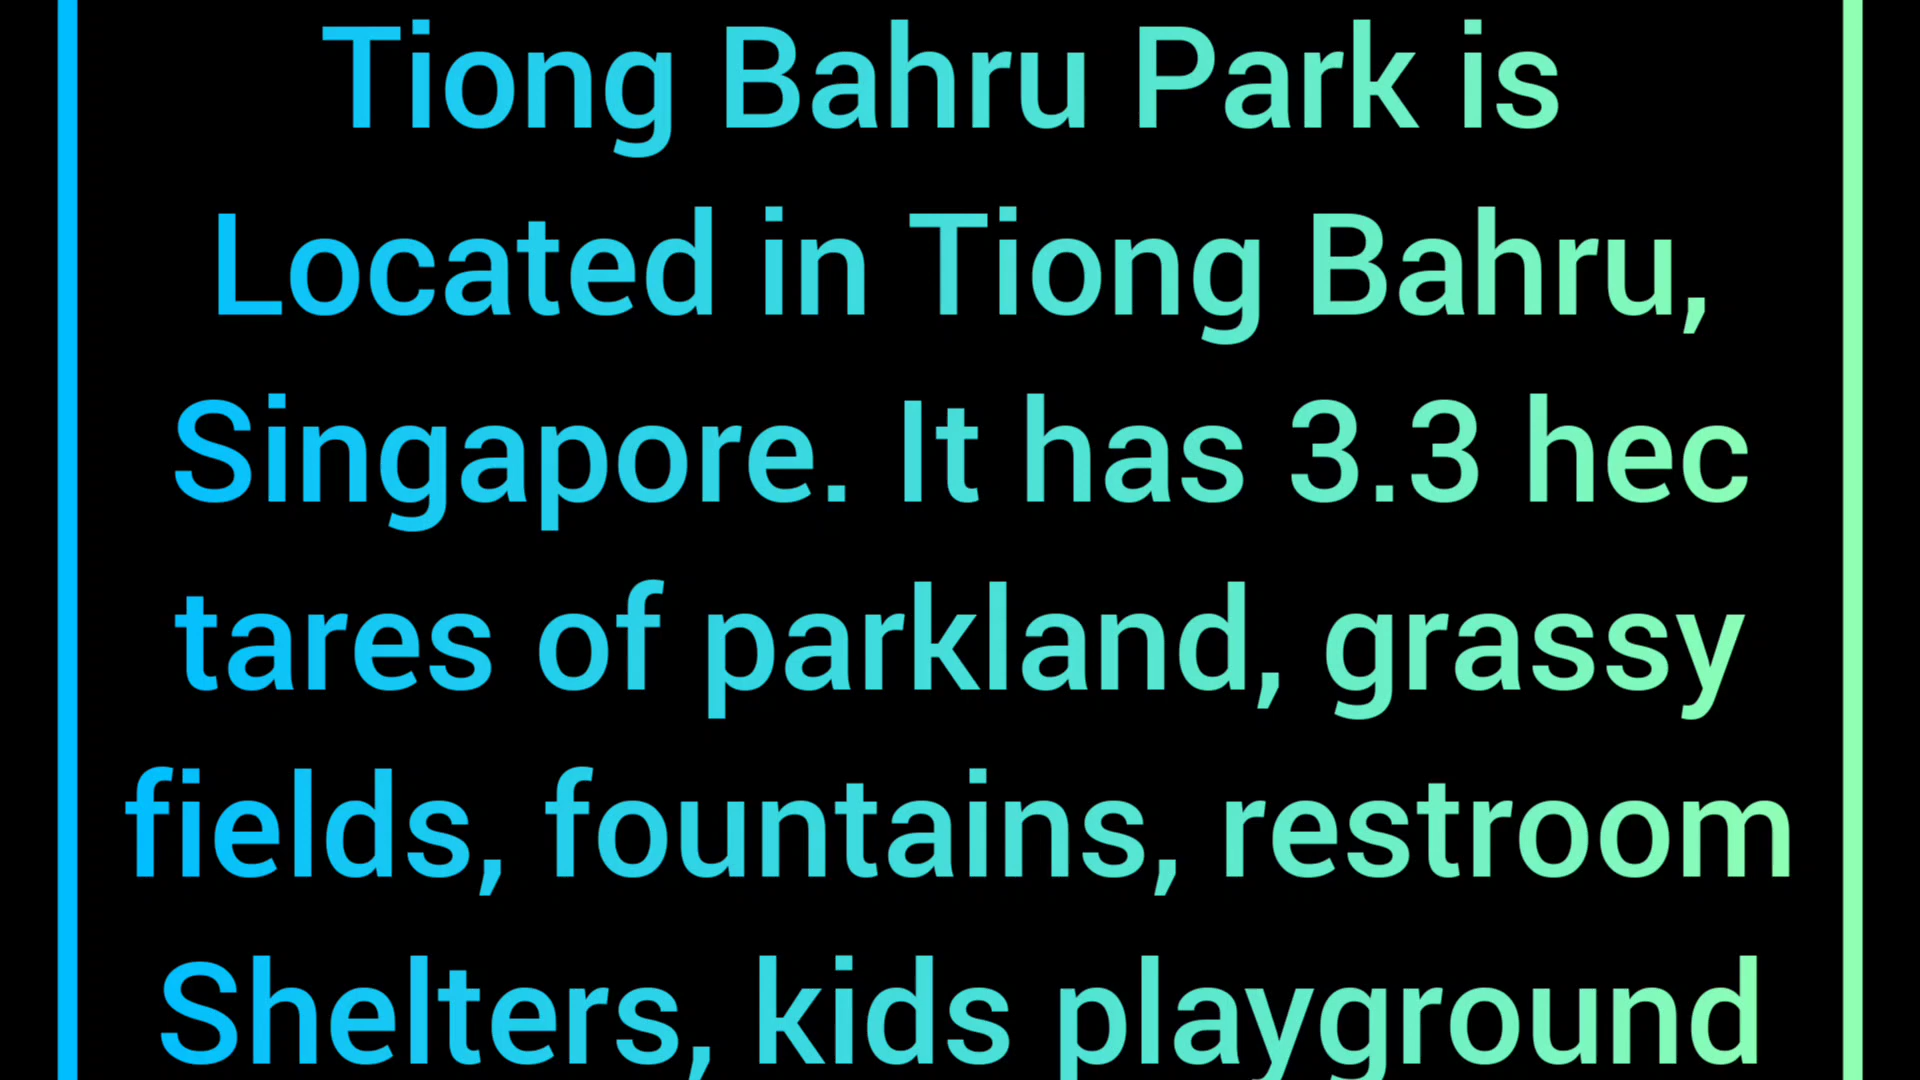 Tiong Bahru Park is
Located in Tiong Bahru,
Singapore. It has 3.3 hec
tares of parkland, grassy
fields, fountains, restroom
Shelters, kids playground